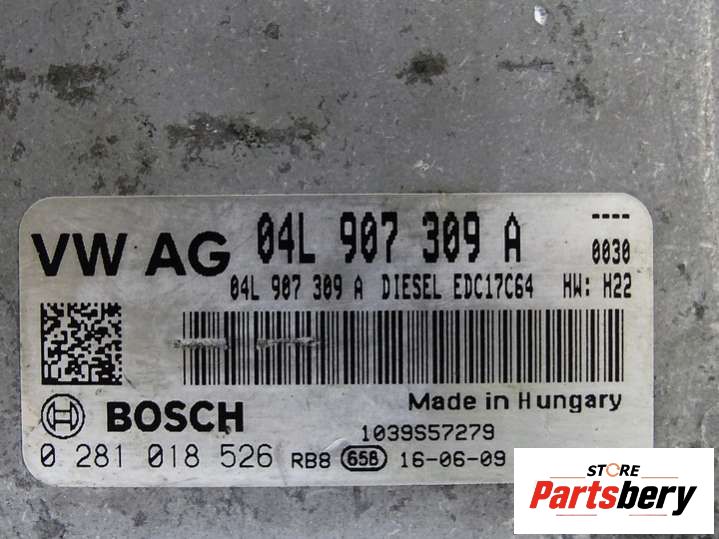 VW AG 04L 907 309 A ----
0030
04L 907 309 A DIESEL EDC17C64 HW: H22
BOSCH Made in Hungary
1039S57279
0 281 018 526 RB8 658 16-06-09
STORE
Partsbery